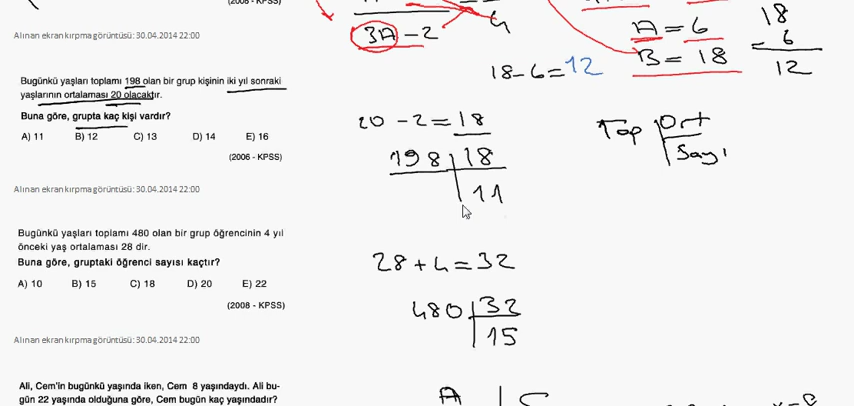 (2006 - KPSS)
Alınan ekran kırpma görüntüsü: 30.04.2014 22:00
Bugünkü yaşları toplamı 198 olan bir grup kişinin iki yıl sonraki
yaşlarının ortalaması 20 olacaktır.
Buna göre, grupta kaç kişi vardır?
A) 11 B) 12 C) 13 D) 14 E) 16
(2006 - KPSS)
Alınan ekran kırpma görüntüsü: 30.04.2014 22:00
Bugünkü yaşları toplamı 480 olan bir grup öğrencinin 4 yıl
önceki yaş ortalaması 28 dir.
Buna göre, gruptaki öğrenci sayısı kaçtır?
A) 10 B) 15 C) 18 D) 20 E) 22
(2008 - KPSS)
Alınan ekran kırpma görüntüsü: 30.04.2014 22:00
Ali, Cem'in bugünkü yaşında iken, Cem 8 yaşındaydı. Ali bu-
gün 22 yaşında olduğuna göre, Cem bugün kaç yaşındadır?
3A - 2
4
18 - 6 = 12
A = 6
B = 18
18
- 6
12
20 - 2 = 18
198 18
11
Top Ort
Sayı
28 + 4 = 32
480 32
15
A